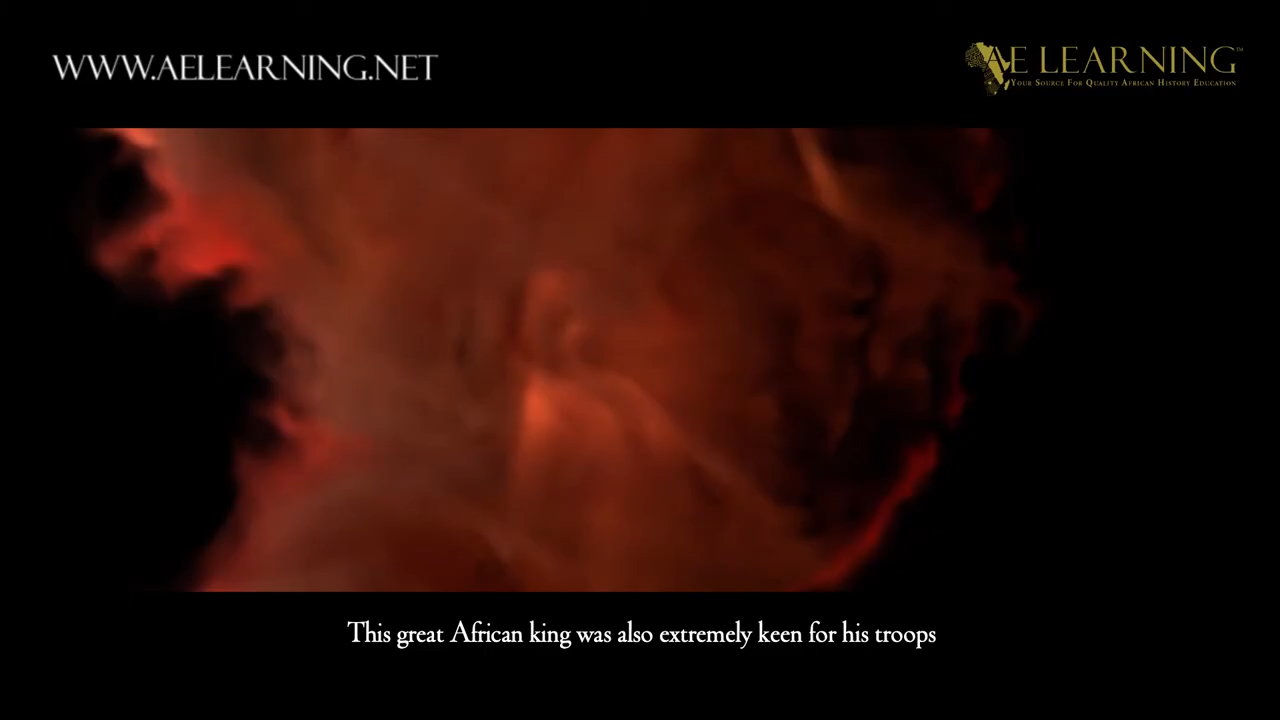 WWW.AELEARNING.NET
AE LEARNING™
YOUR SOURCE FOR QUALITY AFRICAN HISTORY EDUCATION
This great African king was also extremely keen for his troops